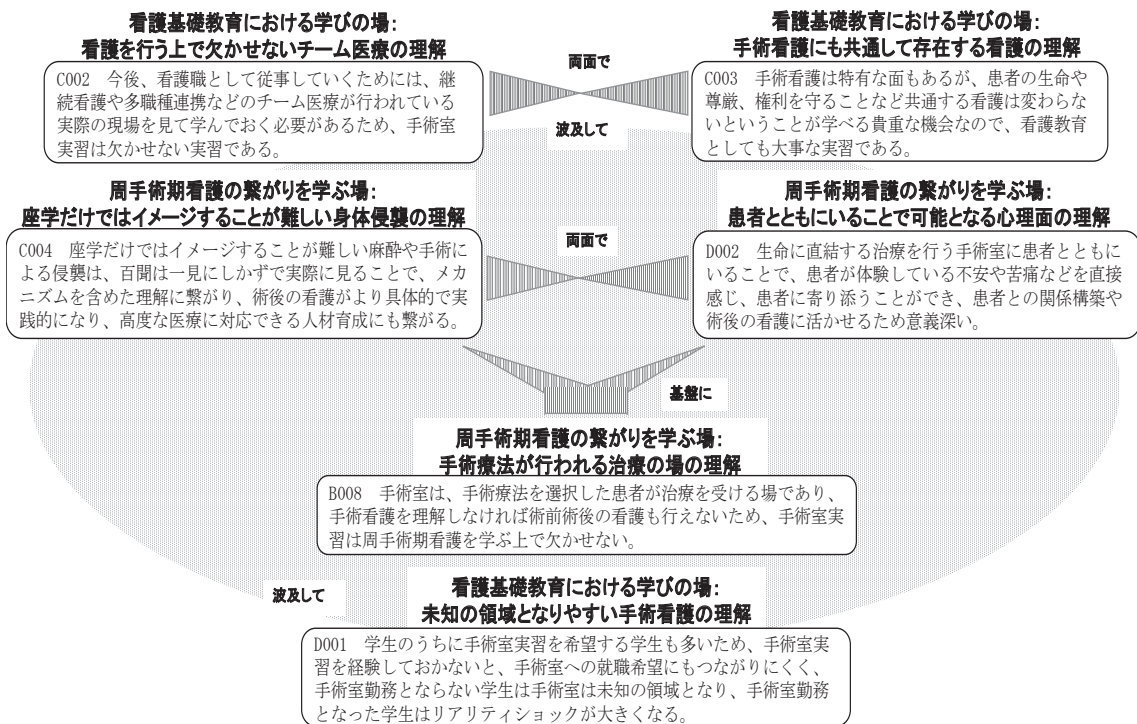 看護基礎教育における学びの場:
看護を行う上で欠かせないチーム医療の理解
C002　今後、看護職として従事していくためには、継
続看護や多職種連携などのチーム医療が行われている
実際の現場を見て学んでおく必要があるため、手術室
実習は欠かせない実習である。
両面で
波及して
看護基礎教育における学びの場:
手術看護にも共通して存在する看護の理解
C003　手術看護は特有な面もあるが、患者の生命や
尊厳、権利を守ることなど共通する看護は変わらな
いということが学べる貴重な機会なので、看護教育
としても大事な実習である。
周手術期看護の繋がりを学ぶ場:
座学だけではイメージすることが難しい身体侵襲の理解
C004　座学だけではイメージすることが難しい麻酔や手術に
よる侵襲は、百聞は一見にしかずで実際に見ることで、メカ
ニズムを含めた理解に繋がり、術後の看護がより具体的で実
践的になり、高度な医療に対応できる人材育成にも繋がる。
両面で
周手術期看護の繋がりを学ぶ場:
患者とともにいることで可能となる心理面の理解
D002　生命に直結する治療を行う手術室に患者とともに
いることで、患者が体験している不安や苦痛などを直接
感じ、患者に寄り添うことができ、患者との関係構築や
術後の看護に活かせるため意義深い。
基盤に
周手術期看護の繋がりを学ぶ場:
手術療法が行われる治療の場の理解
B008　手術室は、手術療法を選択した患者が治療を受ける場であり、
手術看護を理解しなければ術前術後の看護も行えないため、手術室実
習は周手術期看護を学ぶ上で欠かせない。
波及して
看護基礎教育における学びの場:
未知の領域となりやすい手術看護の理解
D001　学生のうちに手術室実習を希望する学生も多いため、手術室実
習を経験しておかないと、手術室への就職希望にもつながりにくく、
手術室勤務とならない学生は手術室は未知の領域となり、手術室勤務
となった学生はリアリティショックが大きくなる。